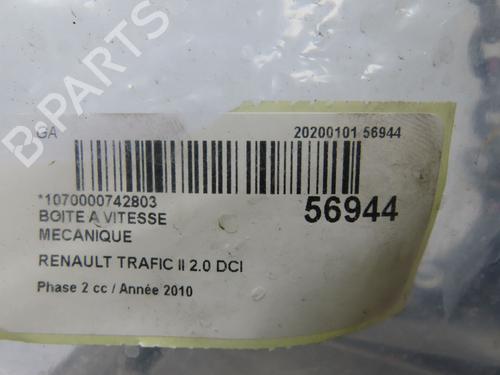 BPARTS
GA
20200101 56944
*1070000742803
BOITE A VITESSE
MECANIQUE
56944
RENAULT TRAFIC II 2.0 DCI
Phase 2 cc / Année 2010